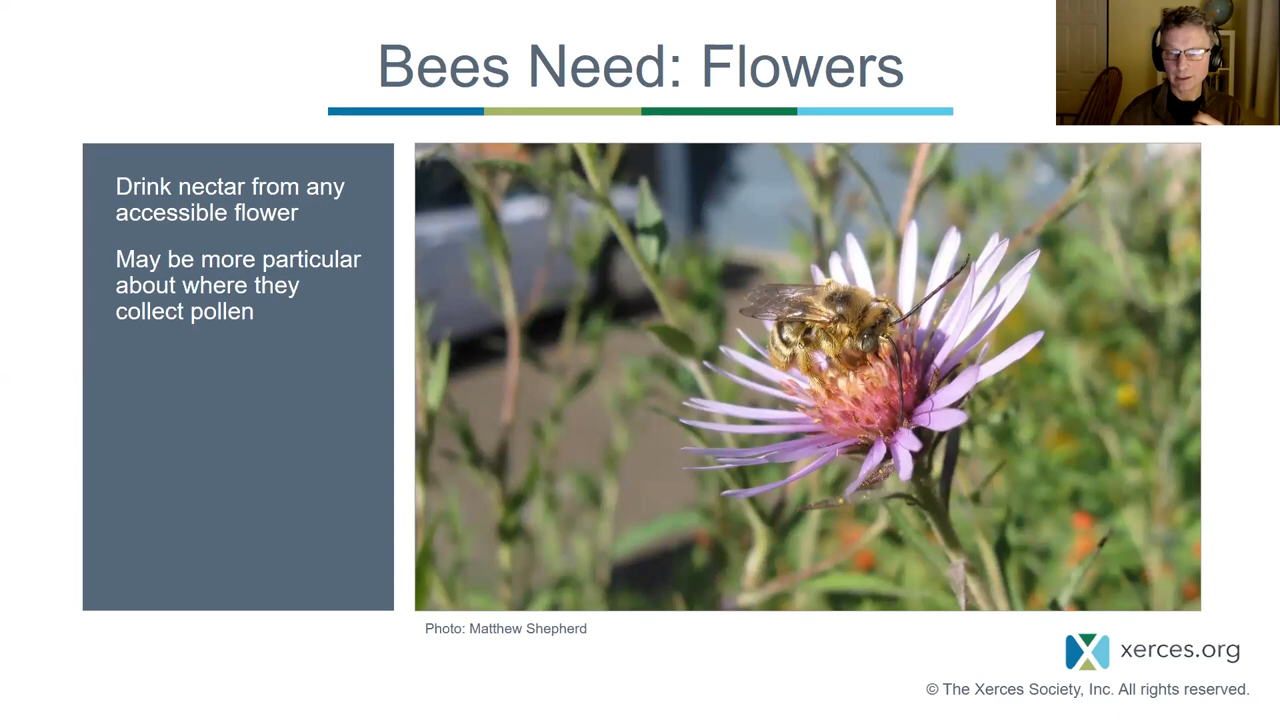 Bees Need: Flowers
Drink nectar from any
accessible flower
May be more particular
about where they
collect pollen
Photo: Matthew Shepherd
xerces.org
© The Xerces Society, Inc. All rights reserved.